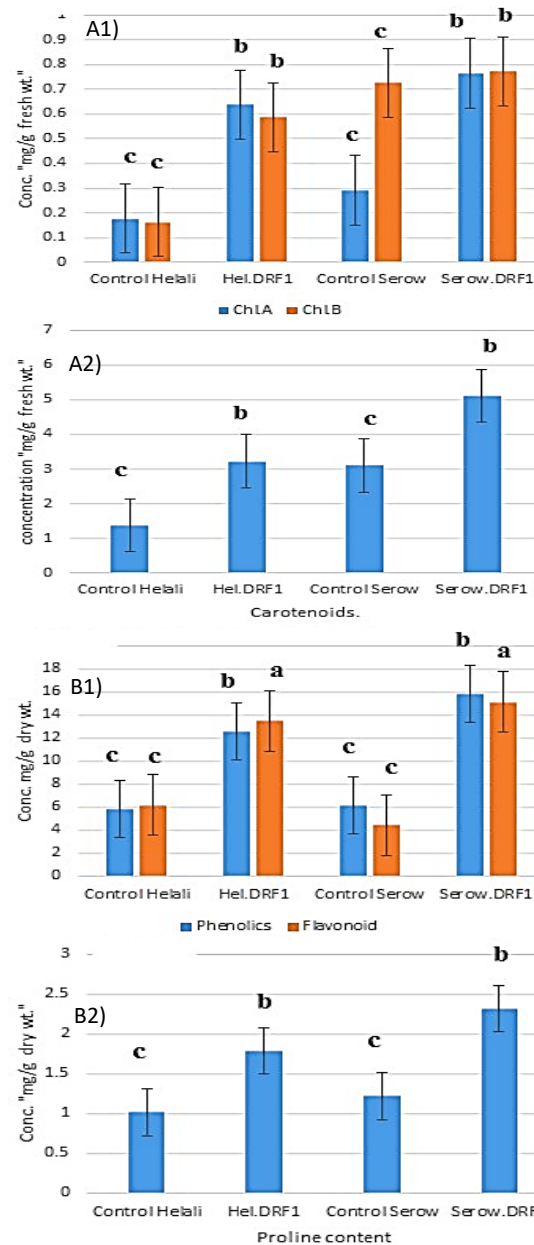 A1)
Conc. "mg/g fresh wt."
1
0.9
0.8
0.7
0.6
0.5
0.4
0.3
0.2
0.1
0
c c b b c c b b
Control Helali Hel.DRF1 Control Serow Serow.DRF1
Chl.A Chl.B
A2)
concentration "mg/g fresh wt."
7
6
5
4
3
2
1
0
c b c b
Control Helali Hel.DRF1 Control Serow Serow.DRF1
Carotenoids.
B1)
Conc. mg/g dry wt."
18
16
14
12
10
8
6
4
2
0
c c b a c c b a
Control Helali Hel.DRF1 Control Serow Serow.DRF1
Phenolics Flavonoid
B2)
Conc. "mg/g dry wt."
3
2.5
2
1.5
1
0.5
0
c b c b
Control Helali Hel.DRF1 Control Serow Serow.DRF
Proline content